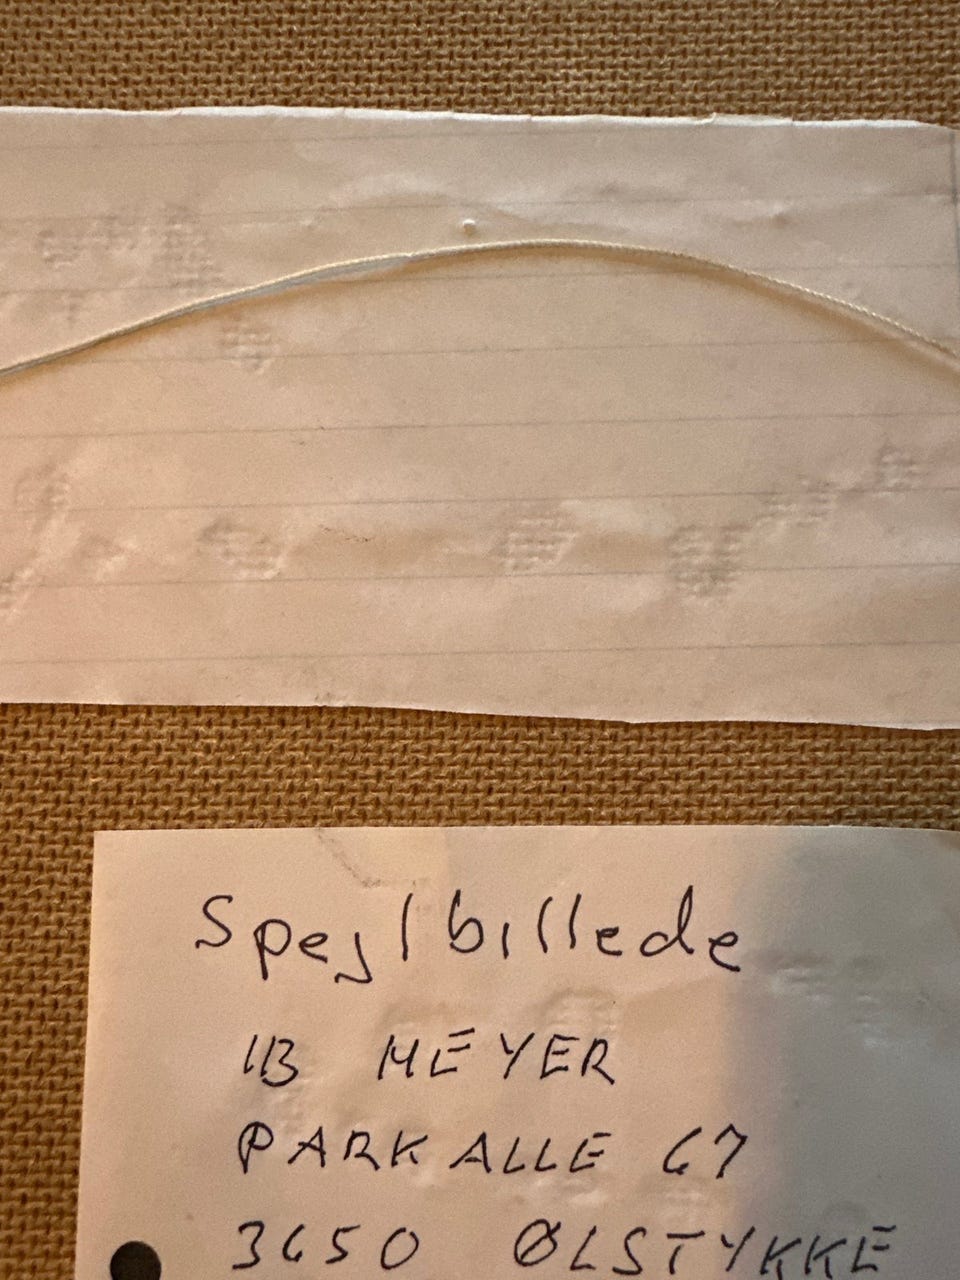 Spejlbillede
IB MEYER
PARKALLE 67
3650 ØLSTYKKE